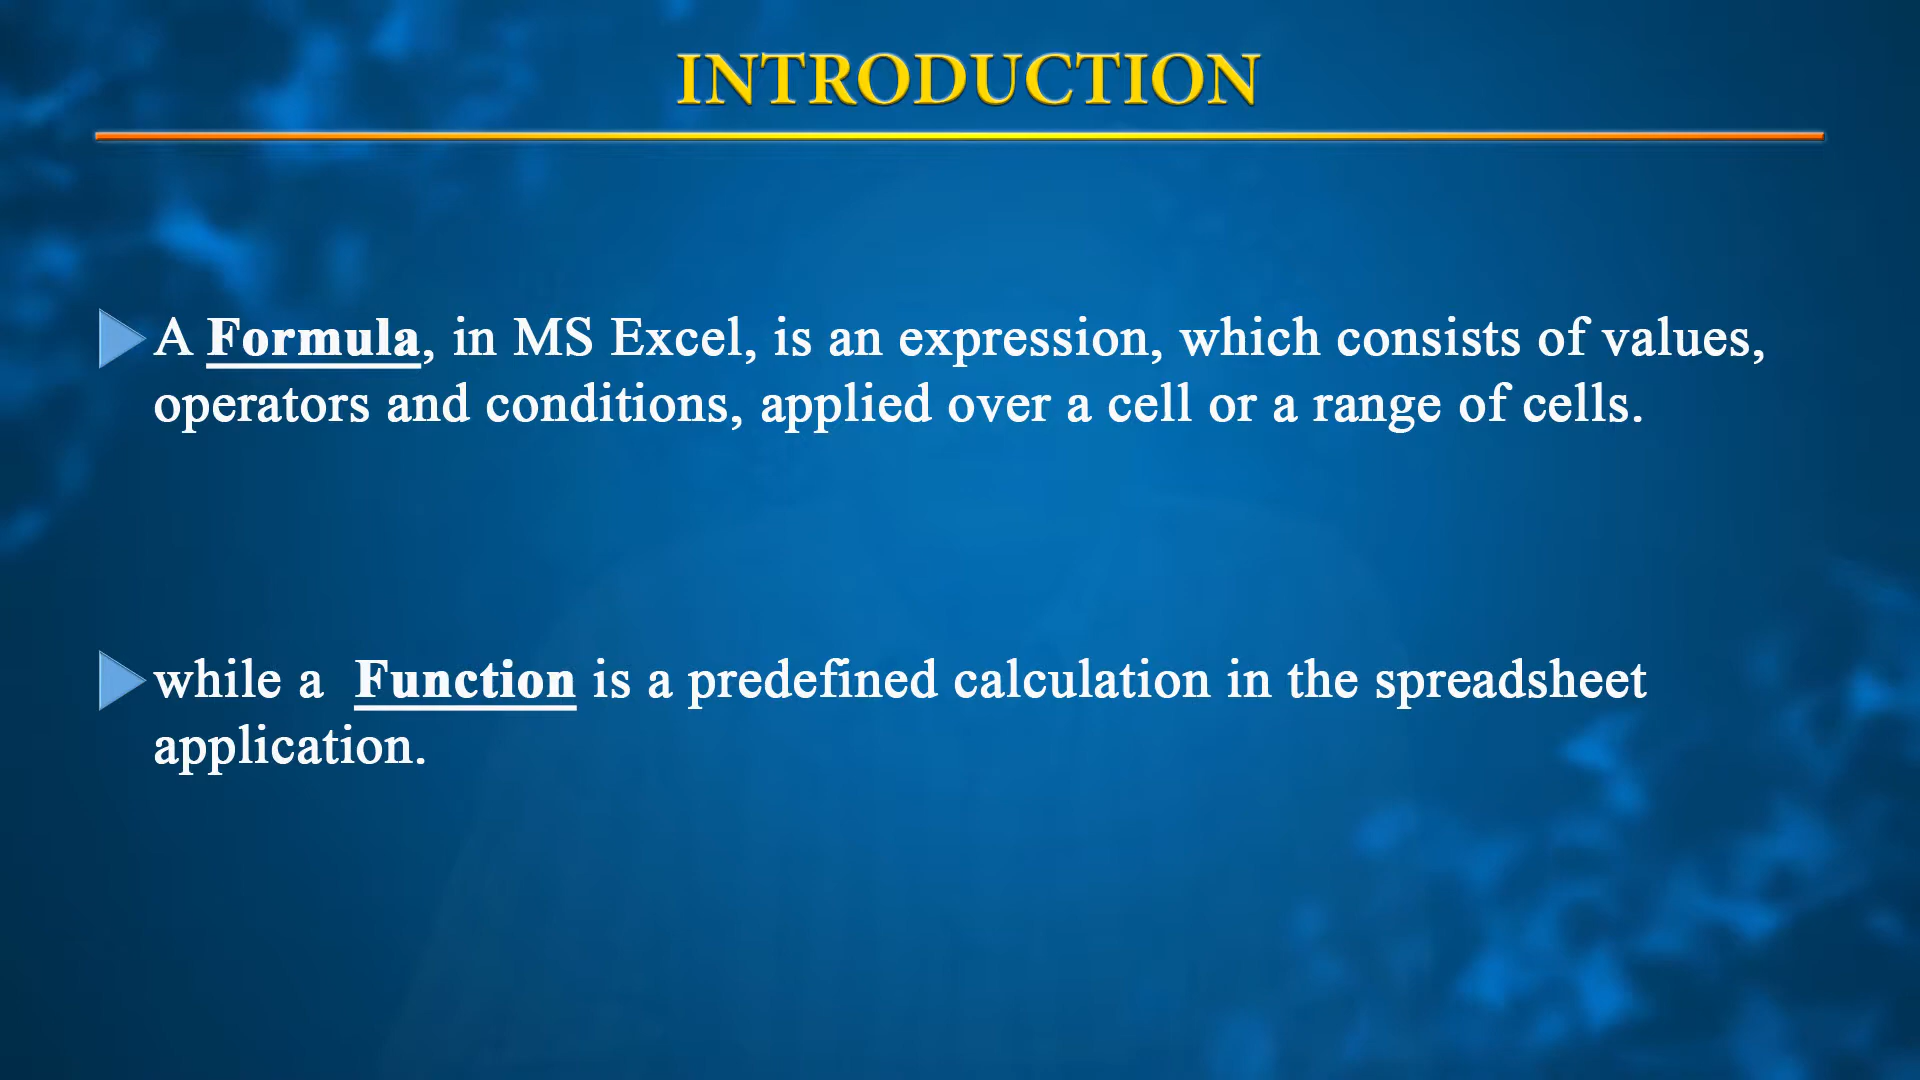 INTRODUCTION
A Formula, in MS Excel, is an expression, which consists of values,
operators and conditions, applied over a cell or a range of cells.
while a Function is a predefined calculation in the spreadsheet
application.